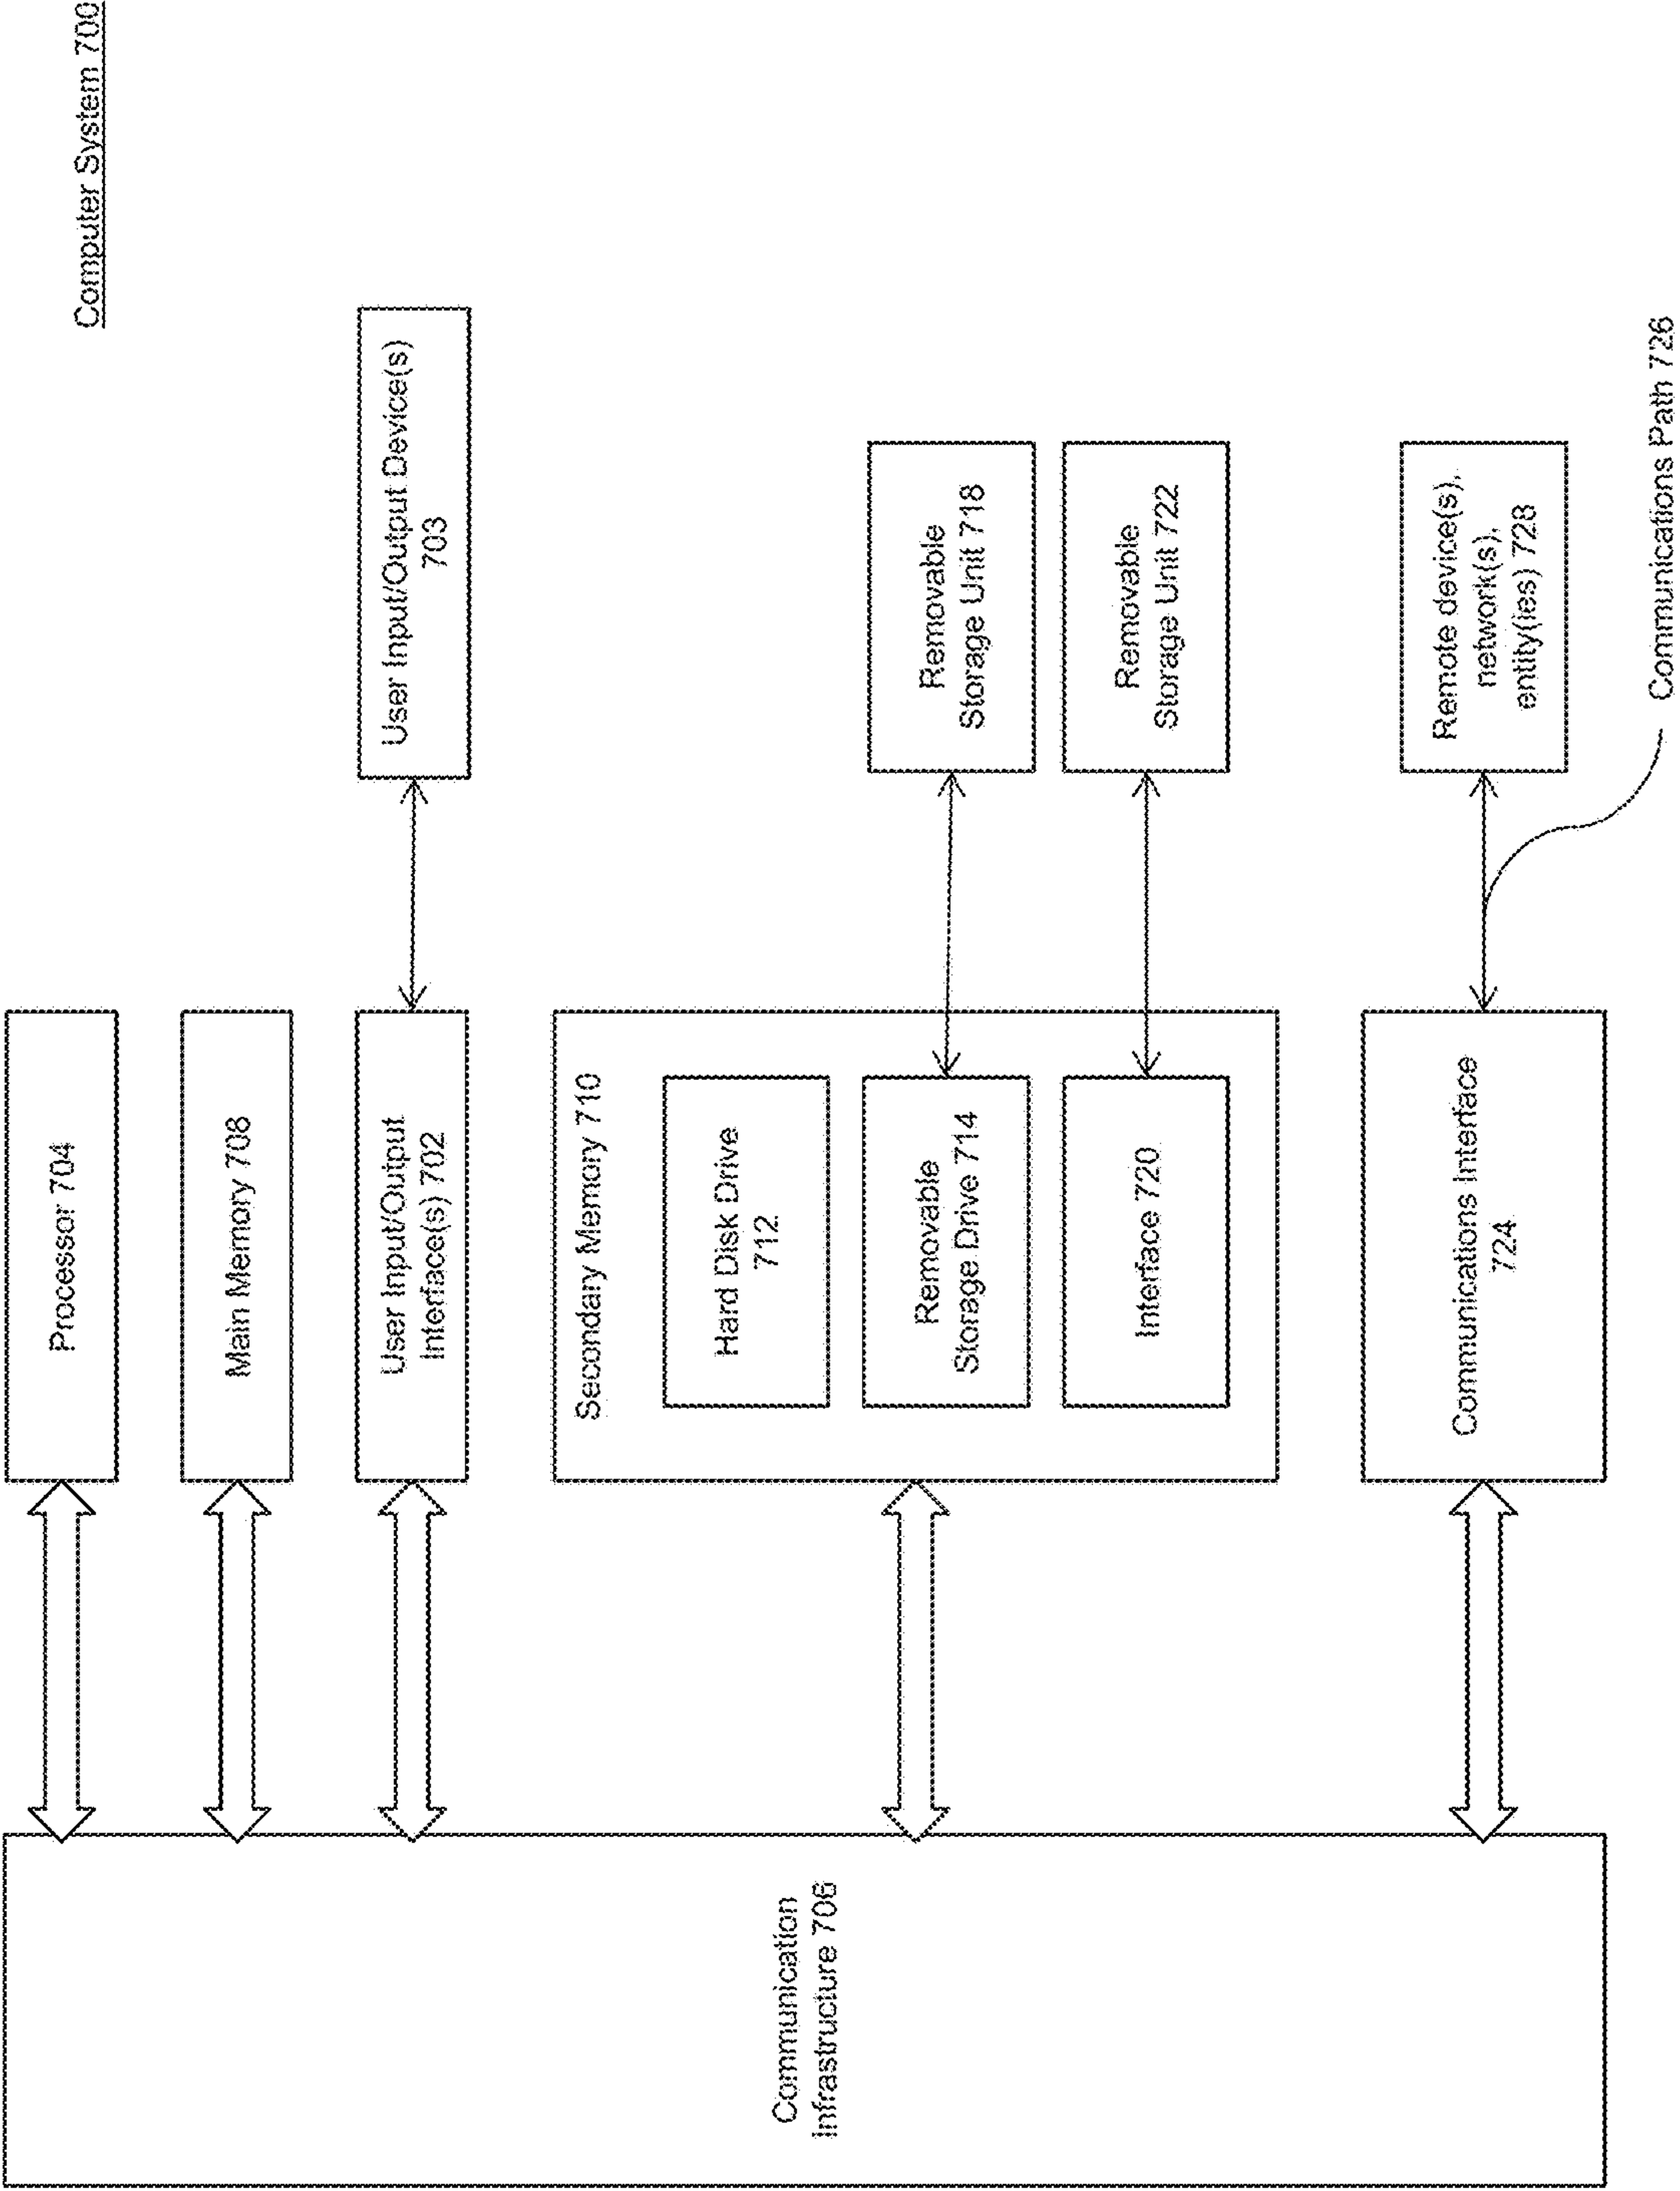 Computer System 700
Processor 704
Main Memory 708
User Input/Output
Interface(s) 702
User Input/Output Device(s)
703
Secondary Memory 710
Hard Disk Drive
712
Removable
Storage Drive 714
Removable
Storage Unit 718
Interface 720
Removable
Storage Unit 722
Communications Interface
724
Remote device(s),
network(s),
entity(ies) 728
Communications Path 726
Communication
Infrastructure 706